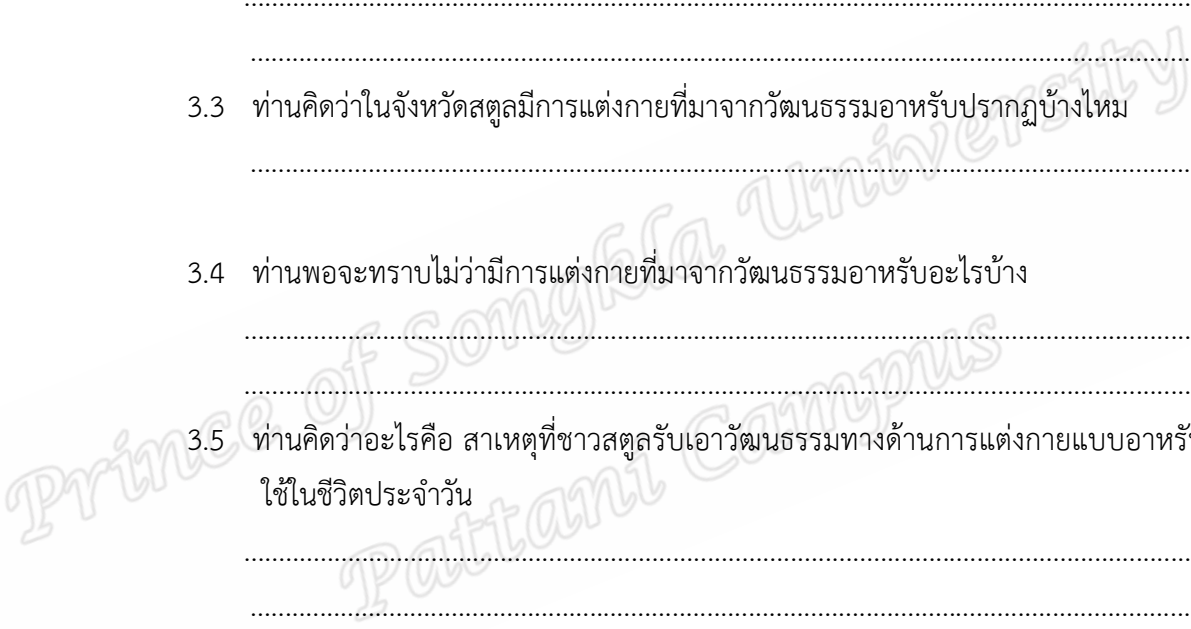 ................................................................................
................................................................................
3.3 ท่านคิดว่าในจังหวัดสตูลมีการแต่งกายที่มาจากวัฒนธรรมอาหรับปรากฏบ้างไหม
................................................................................
3.4 ท่านพอจะทราบไม่ว่ามีการแต่งกายที่มาจากวัฒนธรรมอาหรับอะไรบ้าง
................................................................................
................................................................................
3.5 ท่านคิดว่าอะไรคือ สาเหตุที่ชาวสตูลรับเอาวัฒนธรรมทางด้านการแต่งกายแบบ
ใช้ในชีวิตประจำวัน
................................................................................
................................................................................
Prince of Songkla University
Pattani Campus